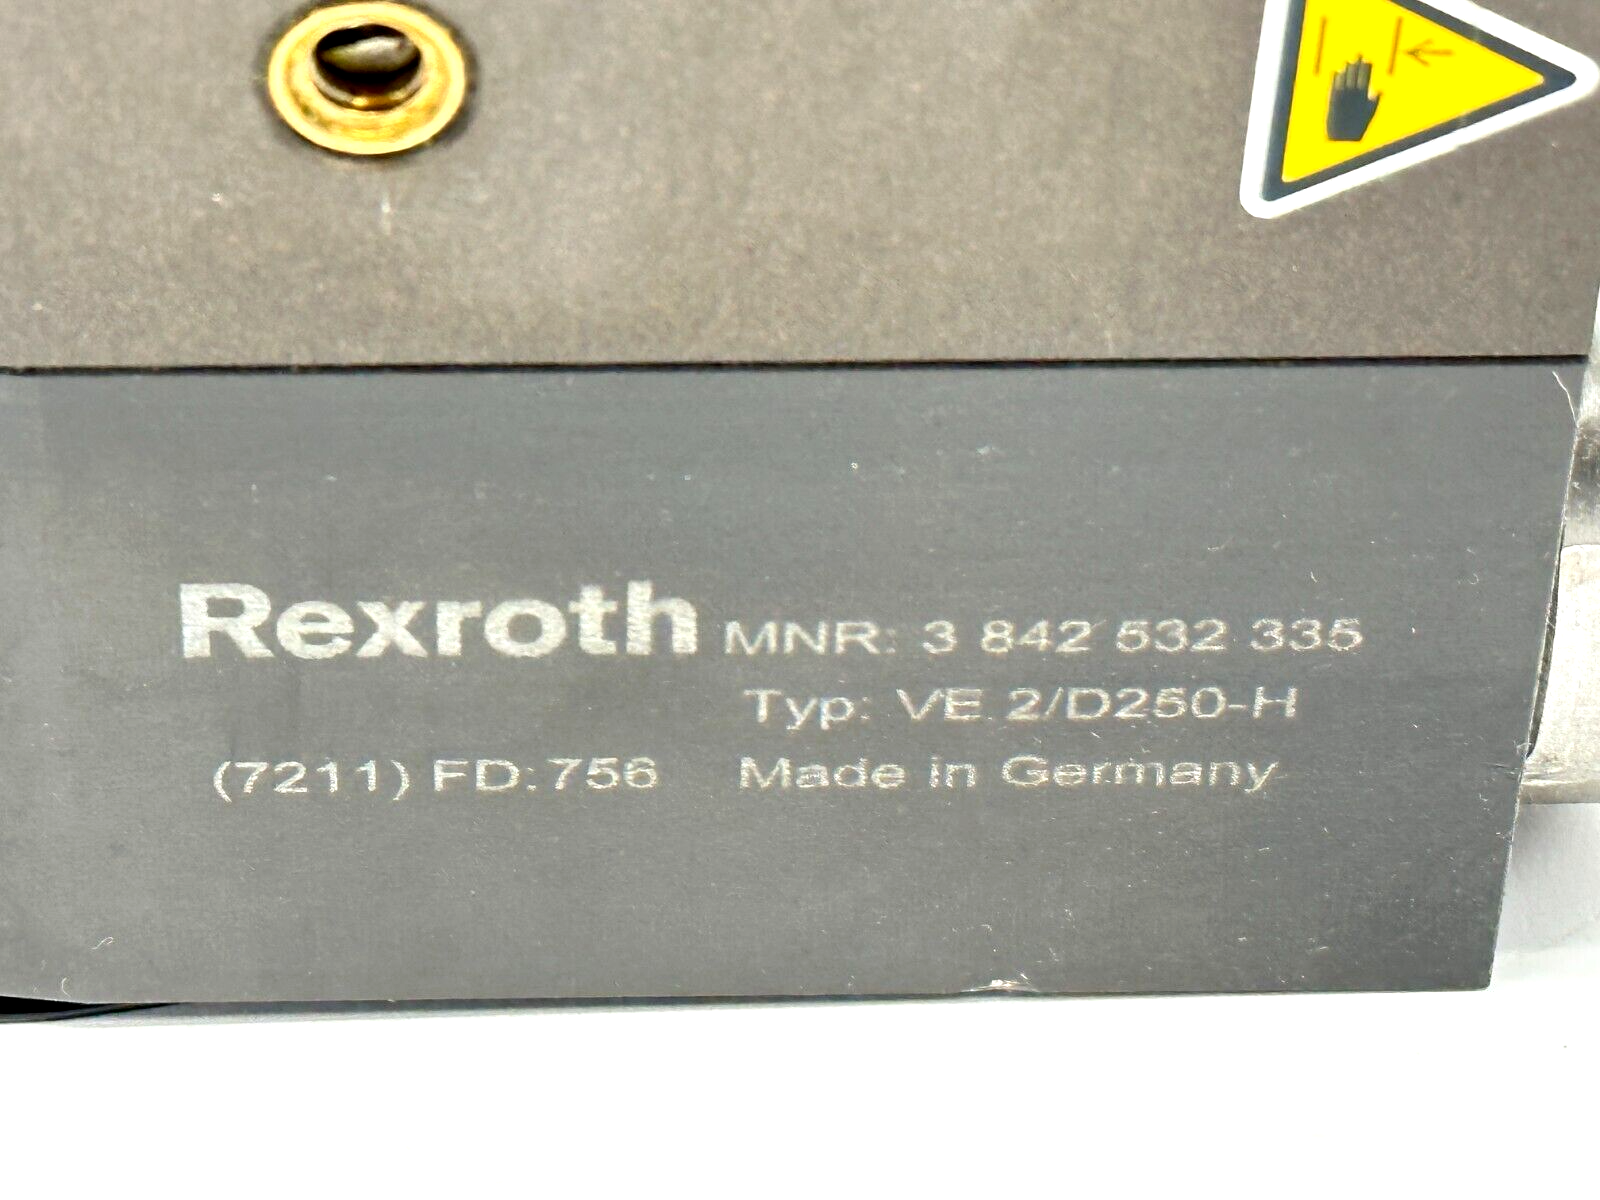 Rexroth MNR: 3 842 532 335
Typ: VE 2/D250-H
(7211) FD: 756 Made in Germany